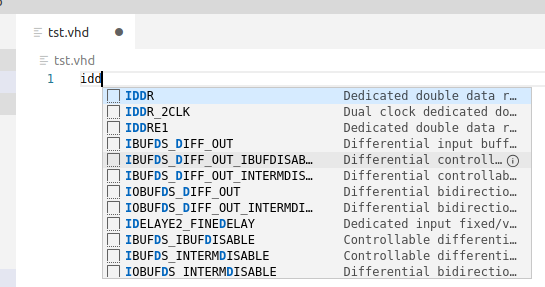 tst.vhd
tst.vhd
1 idd
IDDR Dedicated double data r…
IDDR_2CLK Dual clock dedicated do…
IDDRE1 Dedicated double data r…
IBUFDS_DIFF_OUT Differential input buff…
IBUFDS_DIFF_OUT_IBUFDISAB… Differential controll…
IBUFDS_DIFF_OUT_INTERMDIS… Differential controllab…
IOBUFDS_DIFF_OUT Differential bidirectio…
IOBUFDS_DIFF_OUT_INTERMDI… Differential bidirectio…
IDELAYE2_FINEDELAY Dedicated input fixed/v…
IBUFDS_IBUFDISABLE Controllable differenti…
IBUFDS_INTERMDISABLE Controllable differenti…
IOBUFDS_INTERMDISABLE Differential bidirectio…